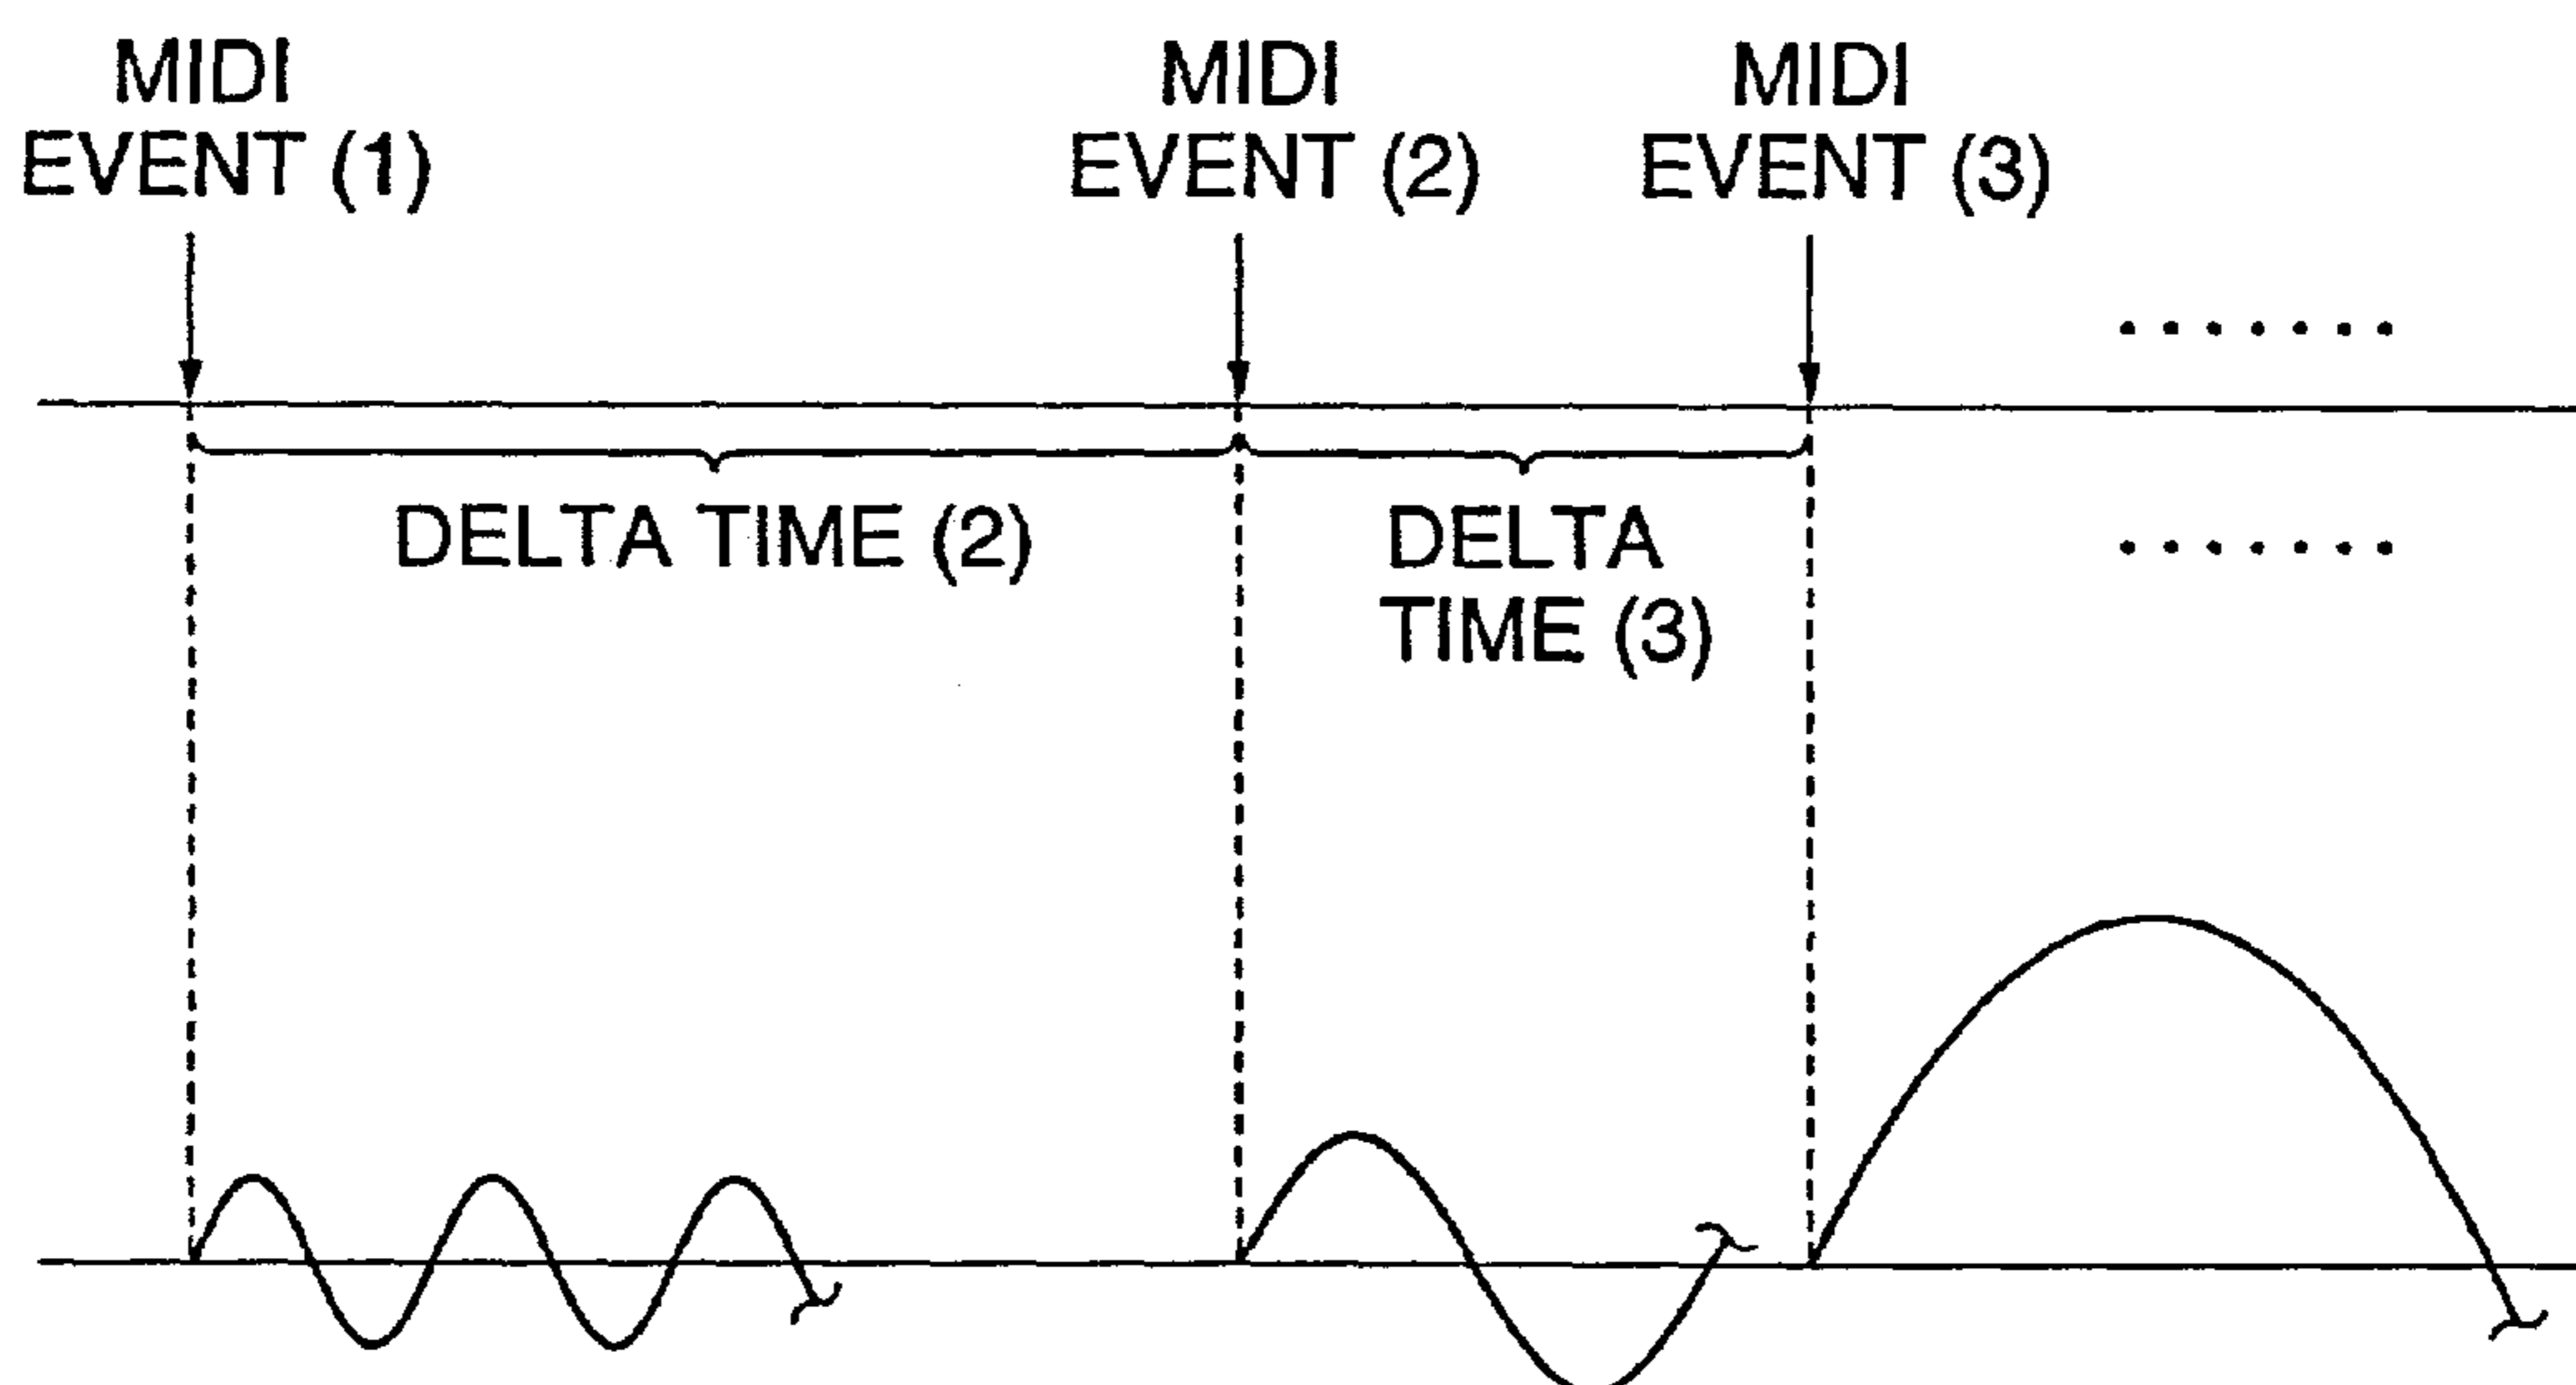 MIDI
EVENT (1)
MIDI
EVENT (2)
MIDI
EVENT (3)
.......
DELTA TIME (2)
DELTA
TIME (3)
.......